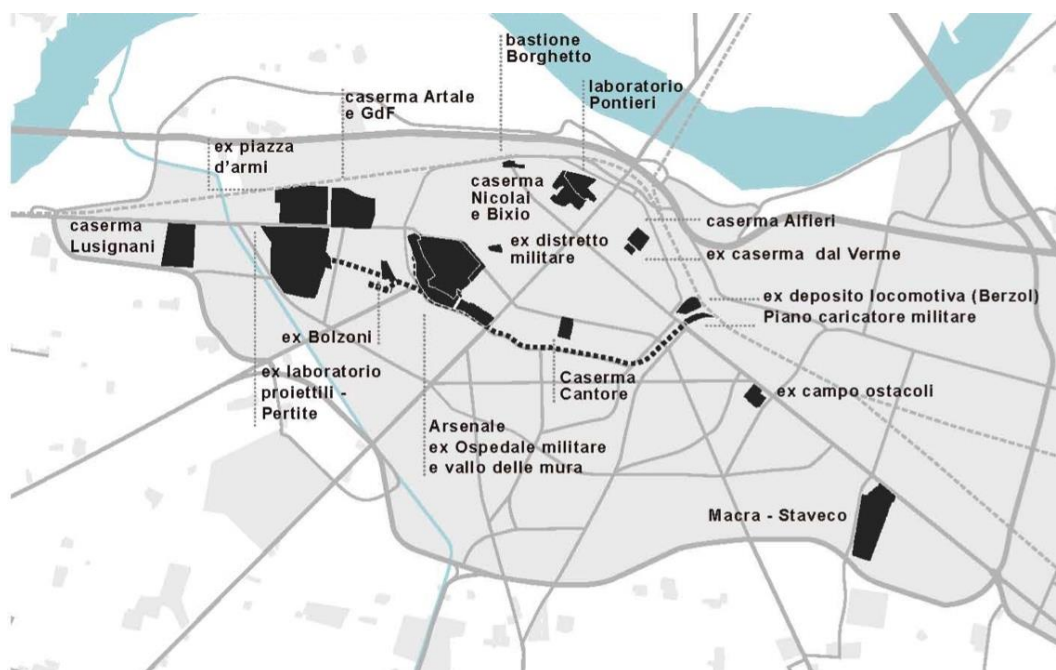 bastione
Borghetto
laboratorio
Pontieri
caserma Artale
e GdF
ex piazza
d'armi
caserma
Nicolai
e Bixio
caserma Alfieri
caserma
Lusignani
ex distretto
militare
ex caserma dal Verme
ex deposito locomotiva (Berzol)
Piano caricatore militare
ex Bolzoni
ex laboratorio
proiettili -
Pertite
Caserma
Cantore
ex campo ostacoli
Arsenale
ex Ospedale militare
e vallo delle mura
Macra - Staveco